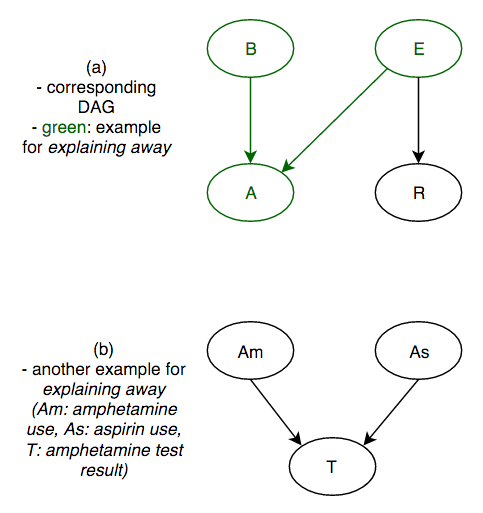 B
E
(a)
- corresponding
DAG
- green: example
for explaining away
A
R
(b)
- another example for
explaining away
(Am: amphetamine
use, As: aspirin use,
T: amphetamine test
result)
Am
As
T